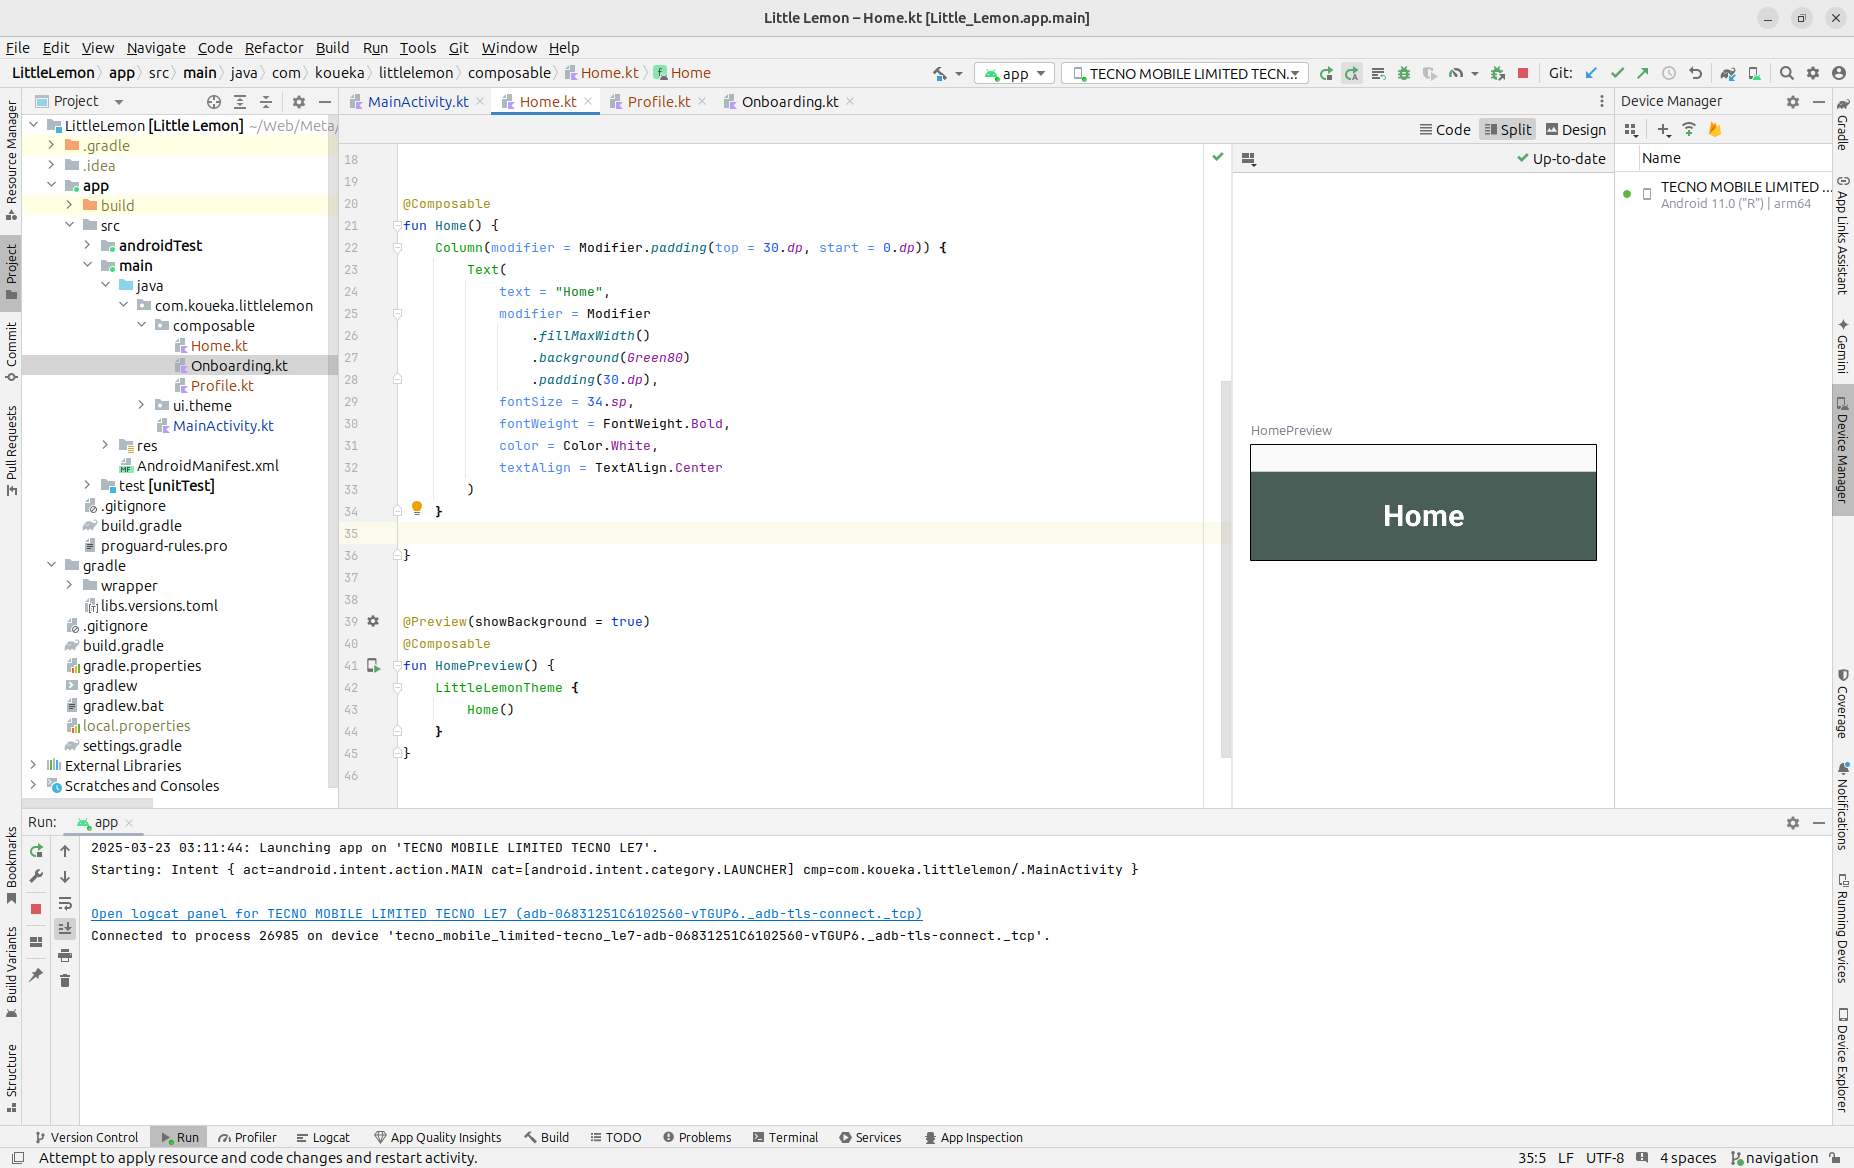 Little Lemon – Home.kt [Little_Lemon.app.main]
File Edit View Navigate Code Refactor Build Run Tools Git Window Help
LittleLemon app src main java com koueka littlelemon composable Home.kt Home
app TECNO MOBILE LIMITED TECN... Git:
Project
MainActivity.kt Home.kt Profile.kt Onboarding.kt
Device Manager
Code Split Design
LittleLemon [Little Lemon] ~/Web/Meta/
.gradle
.idea
app
build
src
androidTest
main
java
com.koueka.littlelemon
composable
Home.kt
Onboarding.kt
Profile.kt
ui.theme
MainActivity.kt
res
AndroidManifest.xml
test [unitTest]
.gitignore
build.gradle
proguard-rules.pro
gradle
wrapper
libs.versions.toml
.gitignore
build.gradle
gradle.properties
gradlew
gradlew.bat
local.properties
settings.gradle
External Libraries
Scratches and Consoles
18
19
20 @Composable
21 fun Home() {
22 Column(modifier = Modifier.padding(top = 30.dp, start = 0.dp)) {
23 Text(
24 text = "Home",
25 modifier = Modifier
26 .fillMaxWidth()
27 .background(Green80)
28 .padding(30.dp),
29 fontSize = 34.sp,
30 fontWeight = FontWeight.Bold,
31 color = Color.White,
32 textAlign = TextAlign.Center
33 )
34 }
35
36 }
37
38
39 @Preview(showBackground = true)
40 @Composable
41 fun HomePreview() {
42 LittleLemonTheme {
43 Home()
44 }
45 }
46
Up-to-date
HomePreview
Home
Name
TECNO MOBILE LIMITED ...
Android 11.0 ("R") | arm64
Resource Manager
Project
Commit
Pull Requests
Bookmarks
Build Variants
Structure
Gradle
App Links Assistant
Gemini
Device Manager
Coverage
Notifications
Running Devices
Device Explorer
Run: app
2025-03-23 03:11:44: Launching app on 'TECNO MOBILE LIMITED TECNO LE7'.
Starting: Intent { act=android.intent.action.MAIN cat=[android.intent.category.LAUNCHER] cmp=com.koueka.littlelemon/.MainActivity }
Open logcat panel for TECNO MOBILE LIMITED TECNO LE7 (adb-06831251C6102560-vTGUP6._adb-tls-connect._tcp)
Connected to process 26985 on device 'tecno_mobile_limited-tecno_le7-adb-06831251C6102560-vTGUP6._adb-tls-connect._tcp'.
Version Control Run Profiler Logcat App Quality Insights Build TODO Problems Terminal Services App Inspection
Attempt to apply resource and code changes and restart activity.
35:5 LF UTF-8 4 spaces navigation